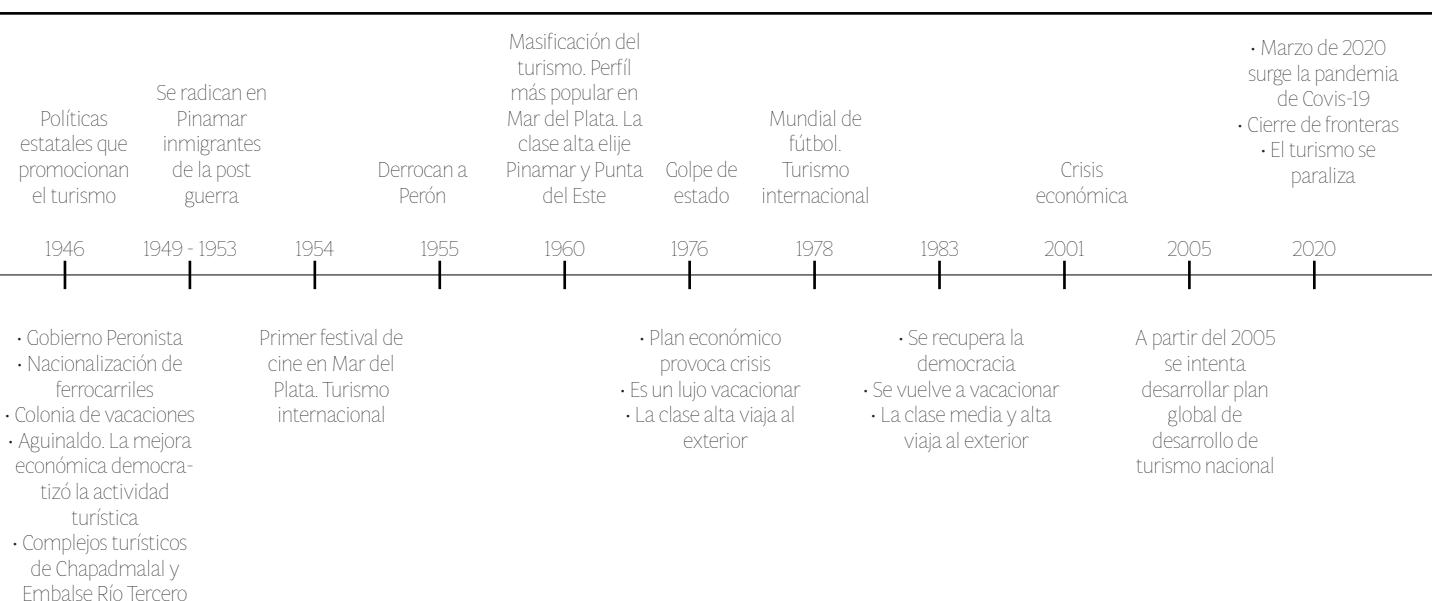 Políticas
estatales que
promocionan
el turismo
Se radican en
Pinamar
inmigrantes
de la post
guerra
Derrocan a
Perón
Masificación del
turismo. Perfíl
más popular en
Mar del Plata. La
clase alta elije
Pinamar y Punta
del Este
Golpe de
estado
Mundial de
fútbol.
Turismo
internacional
Crisis
económica
• Marzo de 2020
surge la pandemia
de Covis-19
• Cierre de fronteras
• El turismo se
paraliza
1946
1949 - 1953
1954
1955
1960
1976
1978
1983
2001
2005
2020
• Gobierno Peronista
• Nacionalización de
ferrocarriles
• Colonia de vacaciones
• Aguinaldo. La mejora
económica democra-
tizó la actividad
turística
• Complejos turísticos
de Chapadmalal y
Embalse Río Tercero
Primer festival de
cine en Mar del
Plata. Turismo
internacional
• Plan económico
provoca crisis
• Es un lujo vacacionar
• La clase alta viaja al
exterior
• Se recupera la
democracia
• Se vuelve a vacacionar
• La clase media y alta
viaja al exterior
A partir del 2005
se intenta
desarrollar plan
global de
desarrollo de
turismo nacional